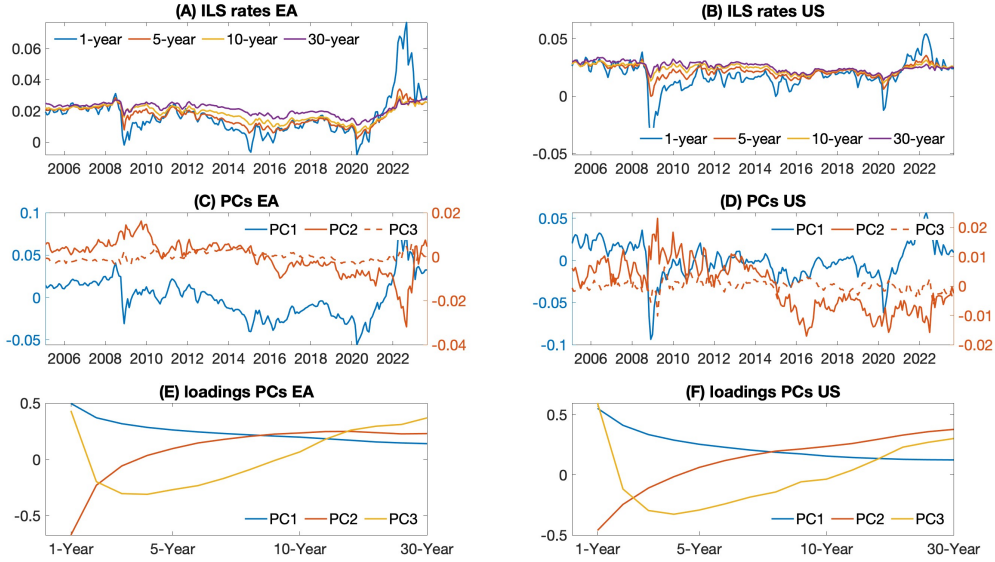 (A) ILS rates EA
1-year 5-year 10-year 30-year
0.06
0.04
0.02
0
2006 2008 2010 2012 2014 2016 2018 2020 2022
(B) ILS rates US
0.05
0
-0.05
1-year 5-year 10-year 30-year
2006 2008 2010 2012 2014 2016 2018 2020 2022
(C) PCs EA
PC1 PC2 PC3
0.1
0.05
0
-0.05
0.02
0
-0.02
-0.04
2006 2008 2010 2012 2014 2016 2018 2020 2022
(D) PCs US
PC1 PC2 PC3
0.05
0
-0.05
-0.1
0.02
0.01
0
-0.01
-0.02
2006 2008 2010 2012 2014 2016 2018 2020 2022
(E) loadings PCs EA
0.5
0
-0.5
PC1 PC2 PC3
1-Year 5-Year 10-Year 30-Year
(F) loadings PCs US
0.5
0
-0.5
PC1 PC2 PC3
1-Year 5-Year 10-Year 30-Year